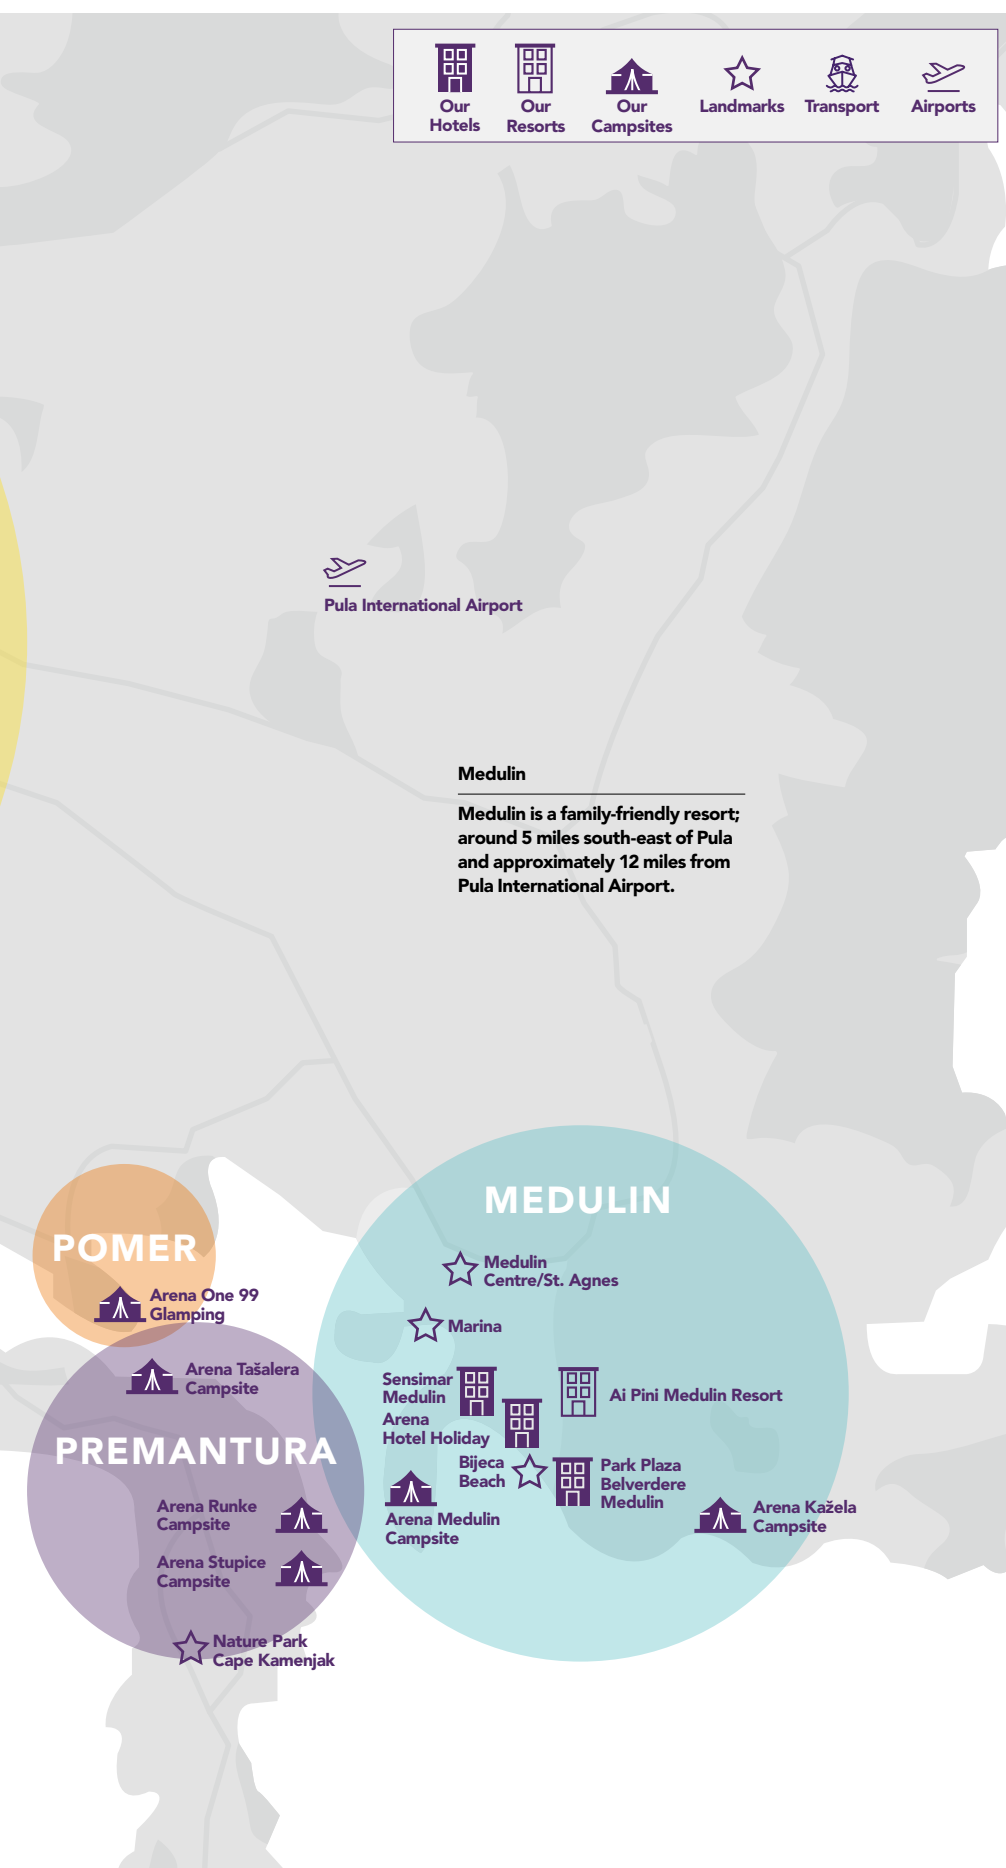 Our
Hotels
Our
Resorts
Our
Campsites
Landmarks
Transport
Airports
Pula International Airport
Medulin
Medulin is a family-friendly resort;
around 5 miles south-east of Pula
and approximately 12 miles from
Pula International Airport.
MEDULIN
POMER
Medulin
Centre/St. Agnes
Arena One 99
Glamping
Marina
Arena Tašalera
Campsite
Sensimar
Medulin
Ai Pini Medulin Resort
Arena
Hotel Holiday
PREMANTURA
Bijeca
Beach
Park Plaza
Belverdere
Medulin
Arena Runke
Campsite
Arena Medulin
Campsite
Arena Kažela
Campsite
Arena Stupice
Campsite
Nature Park
Cape Kamenjak